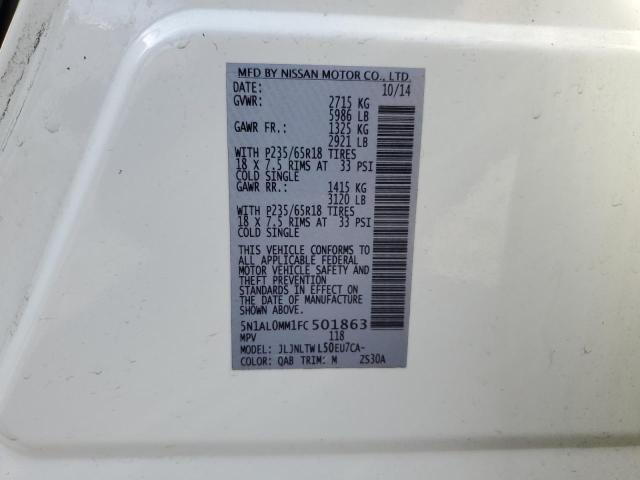 MFD BY NISSAN MOTOR CO., LTD.
DATE: 10/14
GVWR: 2715 KG
5986 LB
GAWR FR.: 1325 KG
2921 LB
WITH P235/65R18 TIRES
18 X 7.5 RIMS AT 33 PSI
COLD SINGLE
GAWR RR.: 1415 KG
3120 LB
WITH P235/65R18 TIRES
18 X 7.5 RIMS AT 33 PSI
COLD SINGLE
THIS VEHICLE CONFORMS TO
ALL APPLICABLE FEDERAL
MOTOR VEHICLE SAFETY AND
THEFT PREVENTION
STANDARDS IN EFFECT ON
THE DATE OF MANUFACTURE
SHOWN ABOVE.
5N1AL0MM1FC501863
MPV 118
MODEL: JLJNLTWL50EU7CA-
COLOR: QAB TRIM: M ZS30A